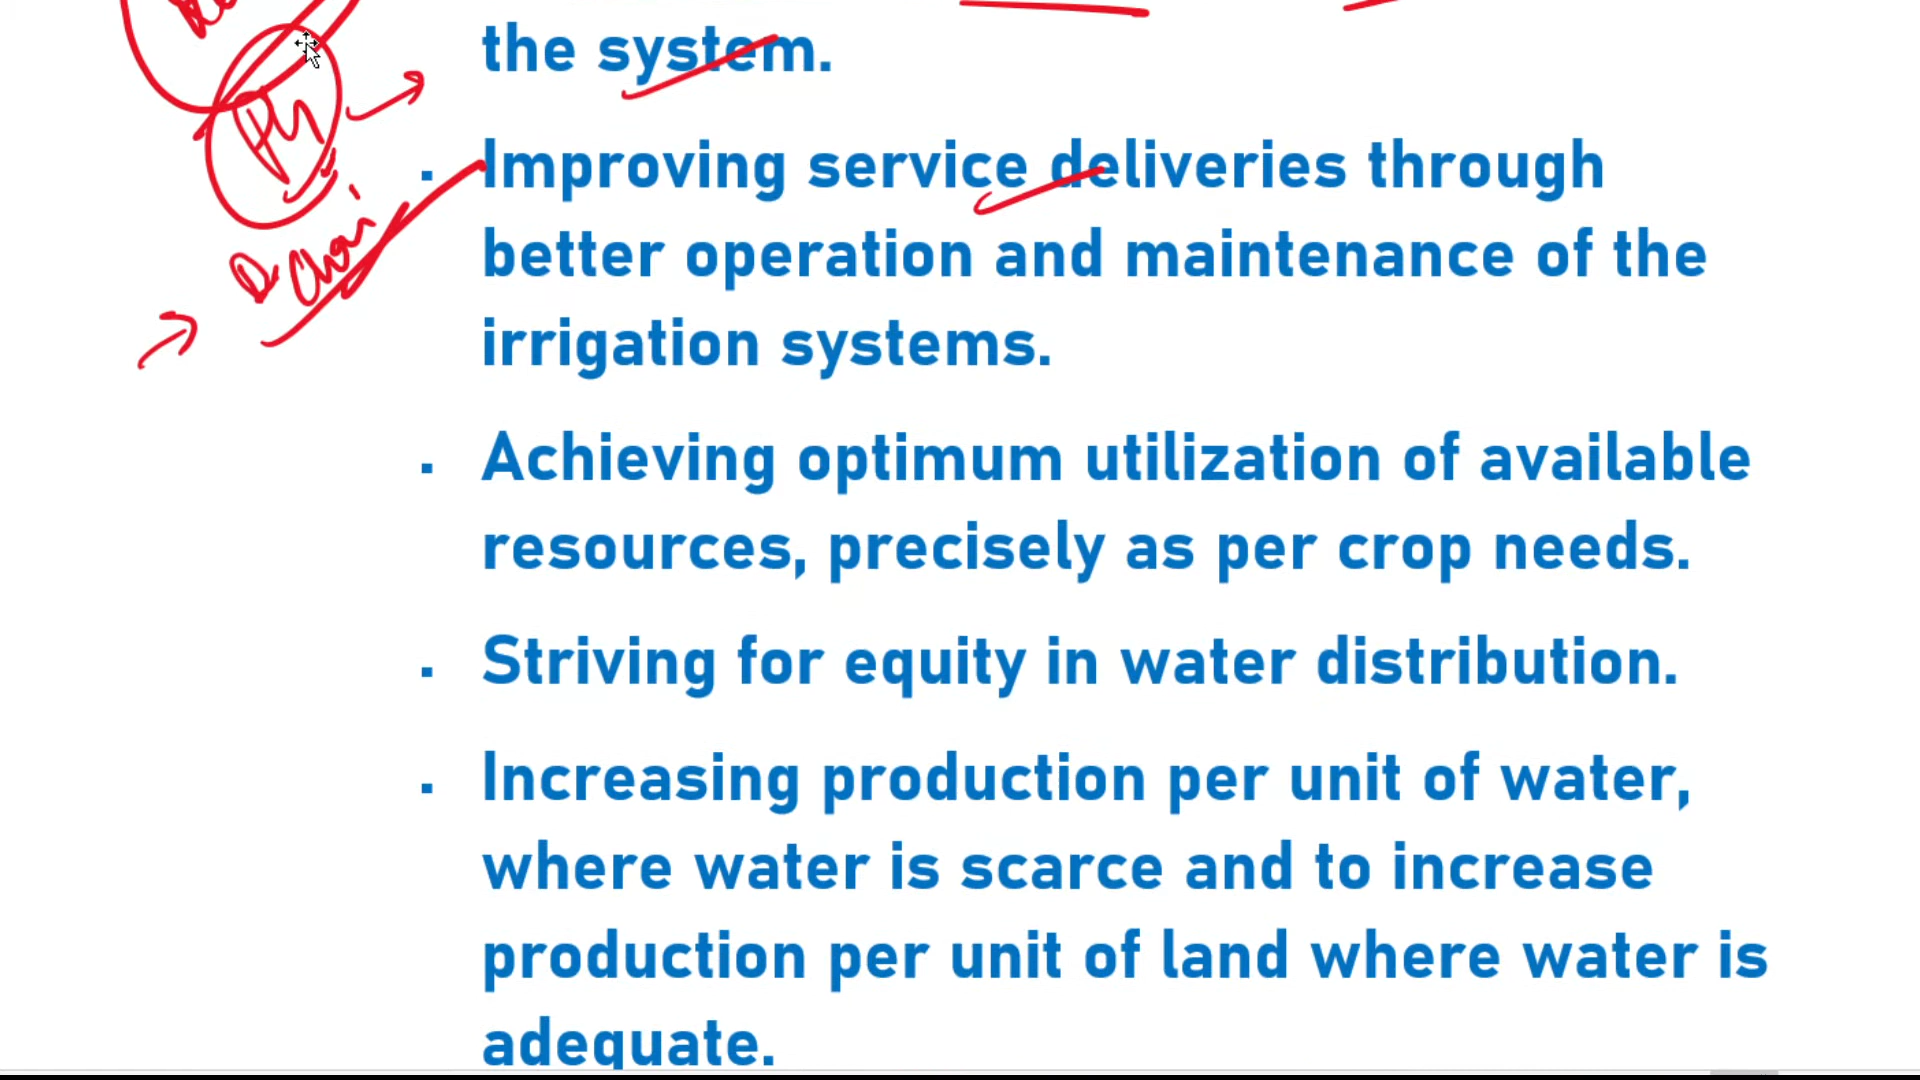 the system.
▪ Improving service deliveries through
better operation and maintenance of the
irrigation systems.
▪ Achieving optimum utilization of available
resources, precisely as per crop needs.
▪ Striving for equity in water distribution.
▪ Increasing production per unit of water,
where water is scarce and to increase
production per unit of land where water is
adequate.